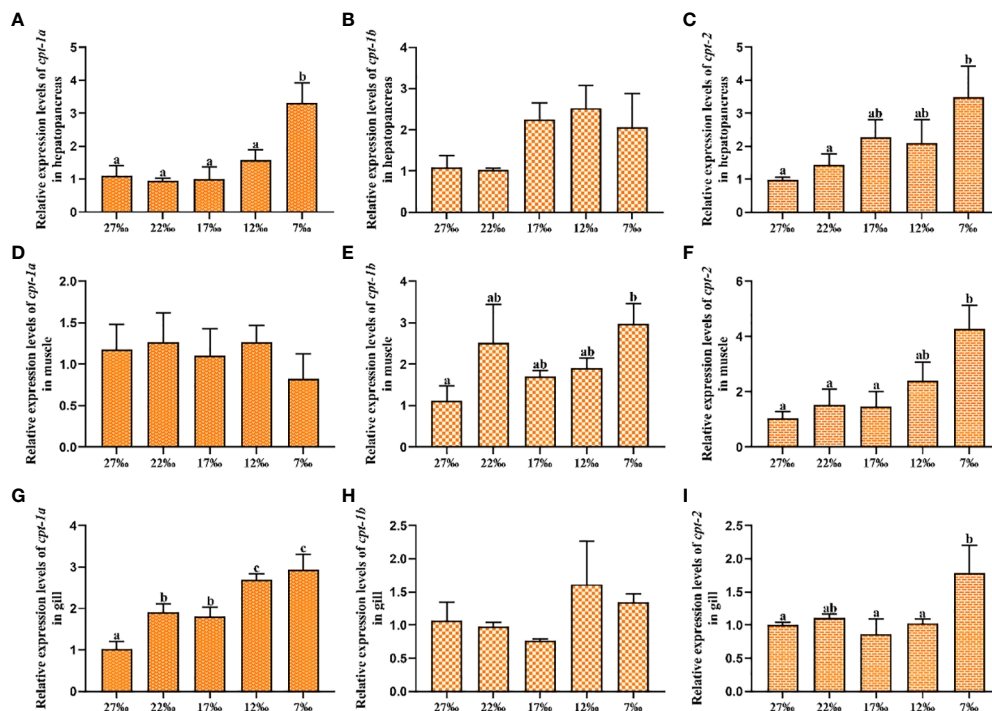 A
Relative expression levels of cpt-1a
in hepatopancreas
5
4
3
2
1
0
a
a
a
a
b
27‰ 22‰ 17‰ 12‰ 7‰
B
Relative expression levels of cpt-1b
in hepatopancreas
4
3
2
1
0
27‰ 22‰ 17‰ 12‰ 7‰
C
Relative expression levels of cpt-2
in hepatopancreas
5
4
3
2
1
0
a
a
ab
ab
b
27‰ 22‰ 17‰ 12‰ 7‰
D
Relative expression levels of cpt-1a
in muscle
2.0
1.5
1.0
0.5
0.0
27‰ 22‰ 17‰ 12‰ 7‰
E
Relative expression levels of cpt-1b
in muscle
4
3
2
1
0
a
ab
ab
ab
b
27‰ 22‰ 17‰ 12‰ 7‰
F
Relative expression levels of cpt-2
in muscle
6
4
2
0
a
a
a
ab
b
27‰ 22‰ 17‰ 12‰ 7‰
G
Relative expression levels of cpt-1a
in gill
4
3
2
1
0
a
b
b
c
c
27‰ 22‰ 17‰ 12‰ 7‰
H
Relative expression levels of cpt-1b
in gill
2.5
2.0
1.5
1.0
0.5
0.0
27‰ 22‰ 17‰ 12‰ 7‰
I
Relative expression levels of cpt-2
in gill
2.5
2.0
1.5
1.0
0.5
0.0
a
ab
a
a
b
27‰ 22‰ 17‰ 12‰ 7‰